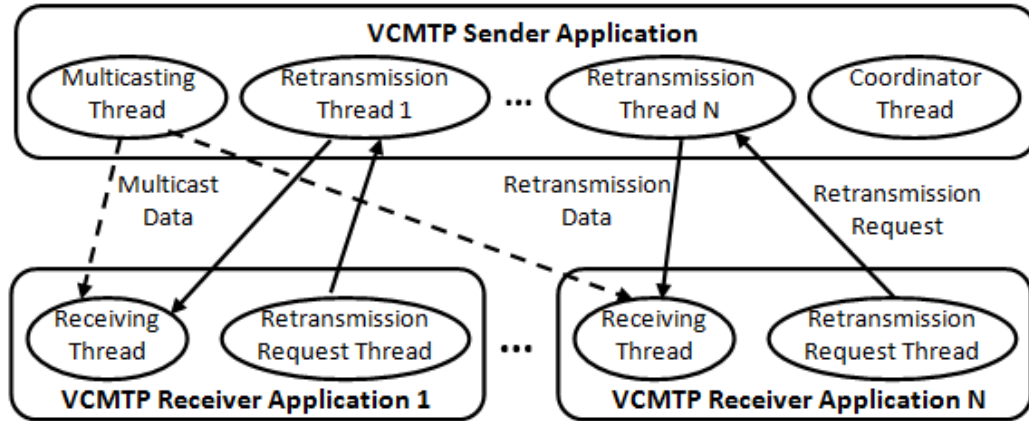 VCMTP Sender Application
Multicasting
Thread
Retransmission
Thread 1
...
Retransmission
Thread N
Coordinator
Thread
Multicast
Data
Retransmission
Data
Retransmission
Request
Receiving
Thread
Retransmission
Request Thread
VCMTP Receiver Application 1
...
Receiving
Thread
Retransmission
Request Thread
VCMTP Receiver Application N